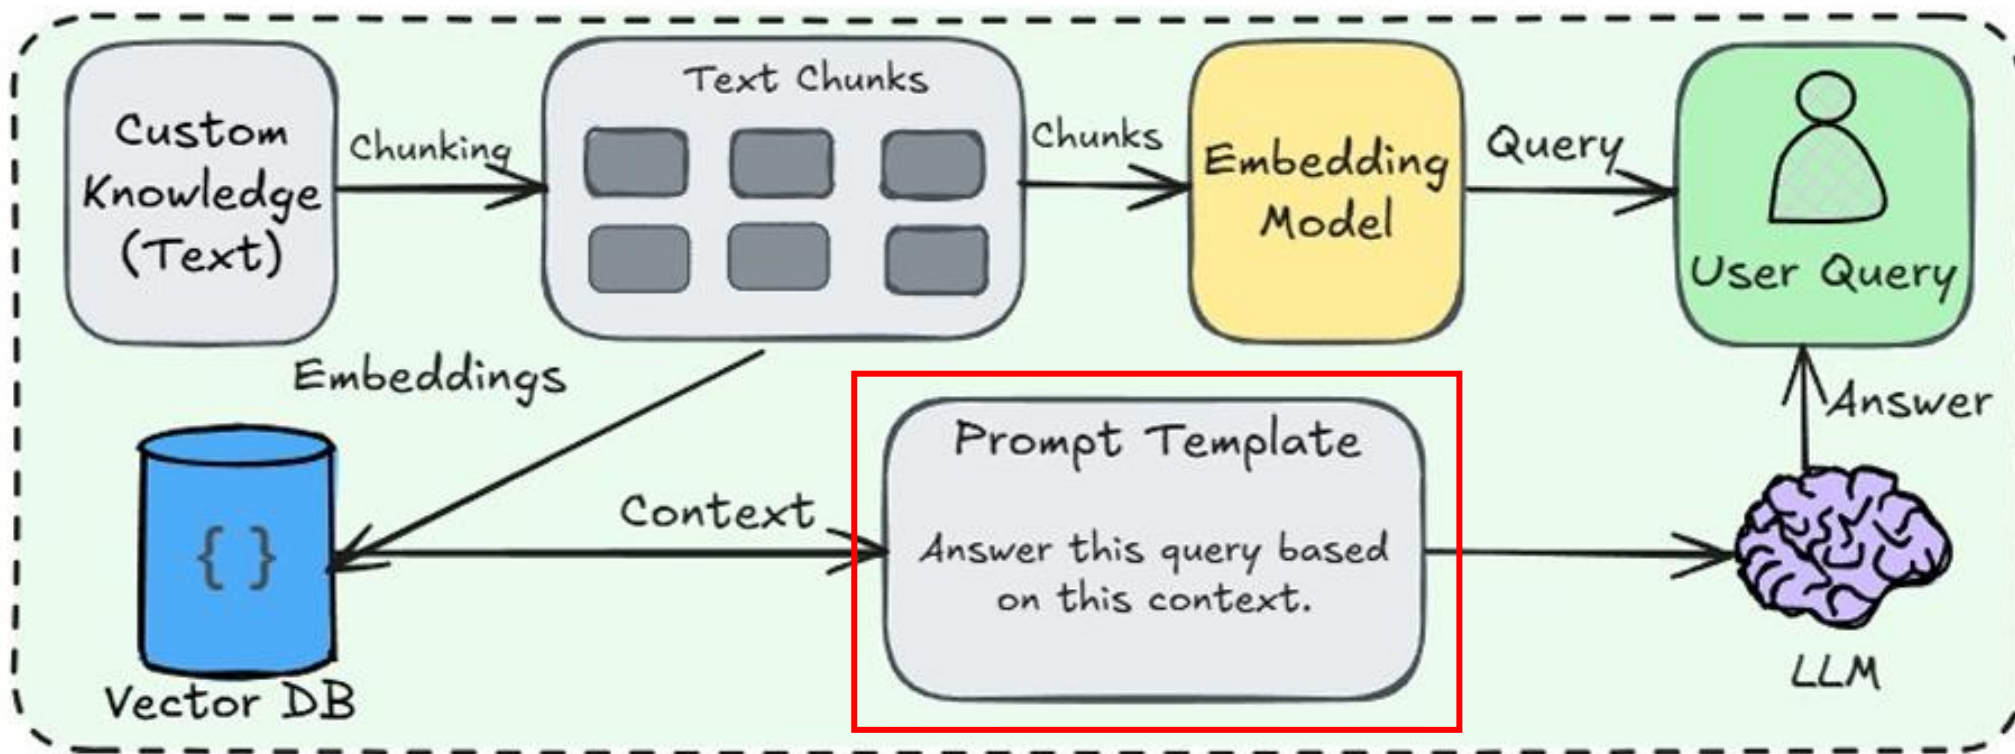 Custom
Knowledge
(Text)
Chunking
Text Chunks
Chunks
Embedding
Model
Query
User Query
Embeddings
Vector DB
{ }
Context
Prompt Template
Answer this query based
on this context.
Answer
LLM